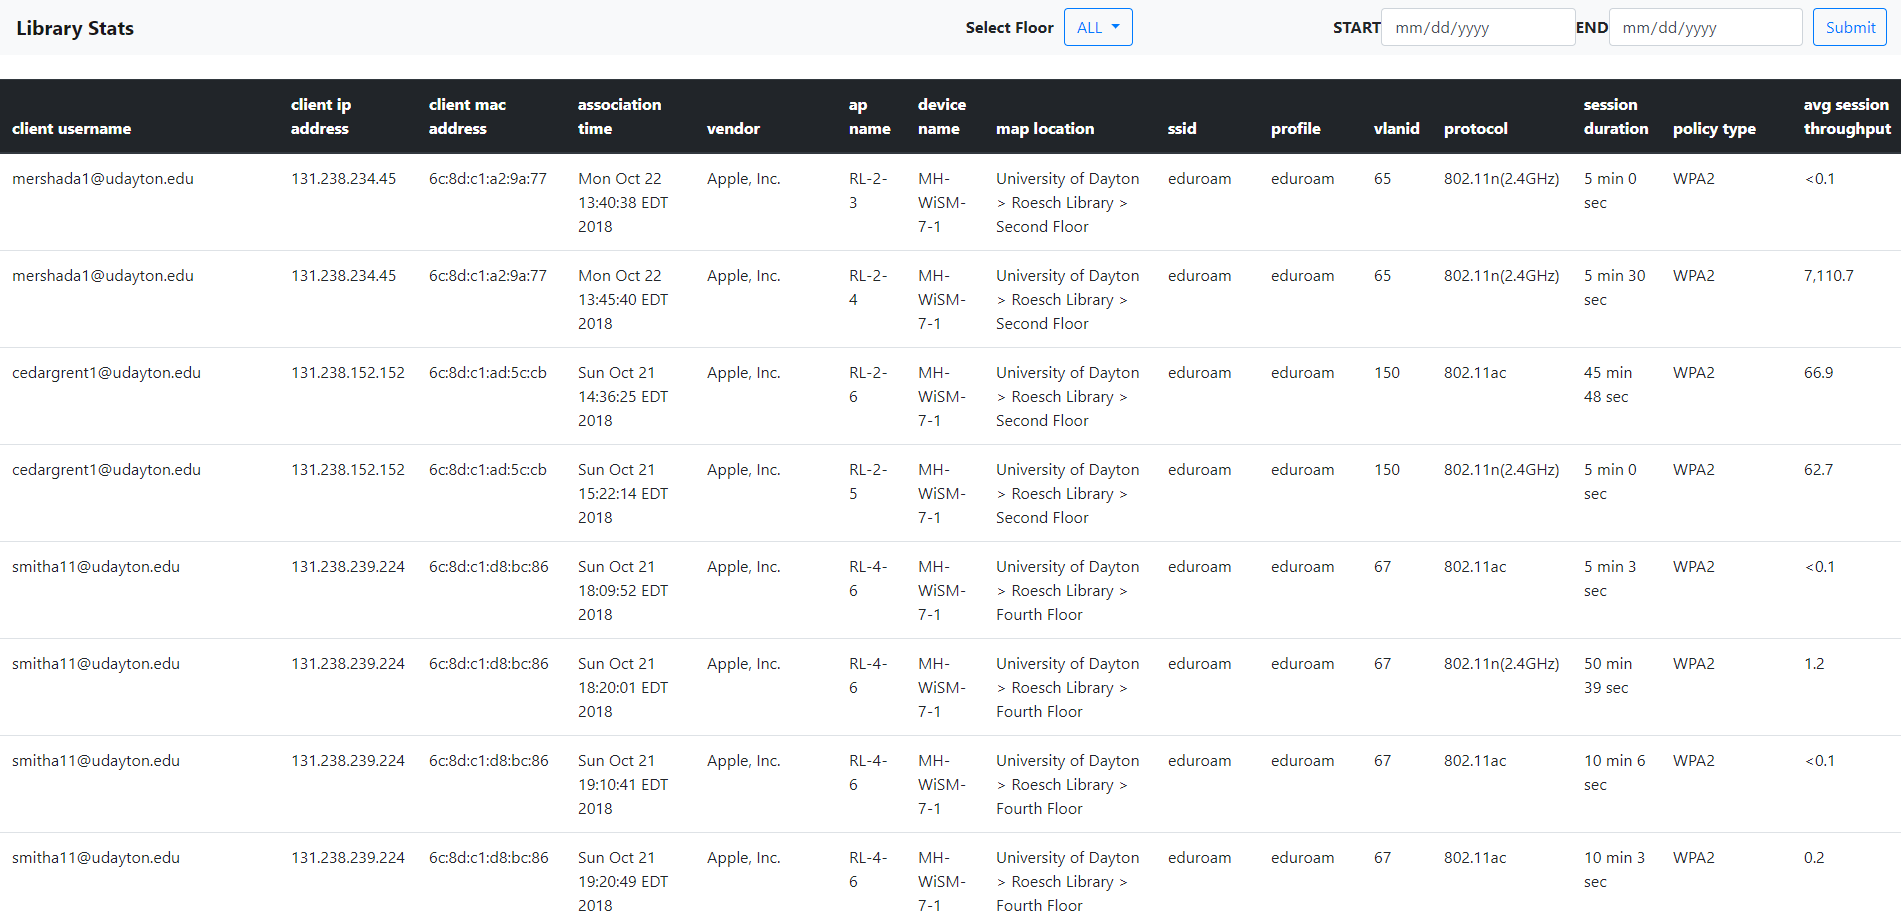 Library Stats Select Floor ALL START mm/dd/yyyy END mm/dd/yyyy Submit
client username client ip address client mac address association time vendor ap name device name map location ssid profile vlanid protocol session duration policy type avg session throughput
mershada1@udayton.edu 131.238.234.45 6c:8d:c1:a2:9a:77 Mon Oct 22 13:40:38 EDT 2018 Apple, Inc. RL-2-3 MH-WiSM-7-1 University of Dayton > Roesch Library > Second Floor eduroam eduroam 65 802.11n(2.4GHz) 5 min 0 sec WPA2 <0.1
mershada1@udayton.edu 131.238.234.45 6c:8d:c1:a2:9a:77 Mon Oct 22 13:45:40 EDT 2018 Apple, Inc. RL-2-4 MH-WiSM-7-1 University of Dayton > Roesch Library > Second Floor eduroam eduroam 65 802.11n(2.4GHz) 5 min 30 sec WPA2 7,110.7
cedargrent1@udayton.edu 131.238.152.152 6c:8d:c1:ad:5c:cb Sun Oct 21 14:36:25 EDT 2018 Apple, Inc. RL-2-6 MH-WiSM-7-1 University of Dayton > Roesch Library > Second Floor eduroam eduroam 150 802.11ac 45 min 48 sec WPA2 66.9
cedargrent1@udayton.edu 131.238.152.152 6c:8d:c1:ad:5c:cb Sun Oct 21 15:22:14 EDT 2018 Apple, Inc. RL-2-5 MH-WiSM-7-1 University of Dayton > Roesch Library > Second Floor eduroam eduroam 150 802.11n(2.4GHz) 5 min 0 sec WPA2 62.7
smitha11@udayton.edu 131.238.239.224 6c:8d:c1:d8:bc:86 Sun Oct 21 18:09:52 EDT 2018 Apple, Inc. RL-4-6 MH-WiSM-7-1 University of Dayton > Roesch Library > Fourth Floor eduroam eduroam 67 802.11ac 5 min 3 sec WPA2 <0.1
smitha11@udayton.edu 131.238.239.224 6c:8d:c1:d8:bc:86 Sun Oct 21 18:20:01 EDT 2018 Apple, Inc. RL-4-6 MH-WiSM-7-1 University of Dayton > Roesch Library > Fourth Floor eduroam eduroam 67 802.11n(2.4GHz) 50 min 39 sec WPA2 1.2
smitha11@udayton.edu 131.238.239.224 6c:8d:c1:d8:bc:86 Sun Oct 21 19:10:41 EDT 2018 Apple, Inc. RL-4-6 MH-WiSM-7-1 University of Dayton > Roesch Library > Fourth Floor eduroam eduroam 67 802.11ac 10 min 6 sec WPA2 <0.1
smitha11@udayton.edu 131.238.239.224 6c:8d:c1:d8:bc:86 Sun Oct 21 19:20:49 EDT 2018 Apple, Inc. RL-4-6 MH-WiSM-7-1 University of Dayton > Roesch Library > Fourth Floor eduroam eduroam 67 802.11ac 10 min 3 sec WPA2 0.2